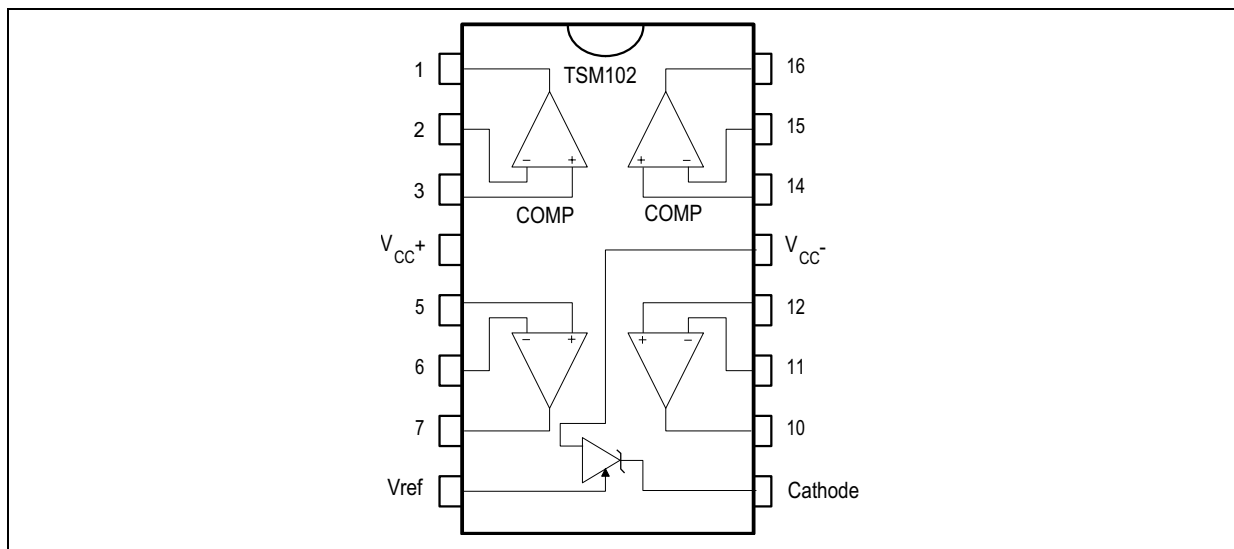 TSM102
1
16
2
15
3
14
- +
+ -
COMP
COMP
VCC+
VCC-
5
12
- +
+ -
6
11
7
10
Vref
Cathode